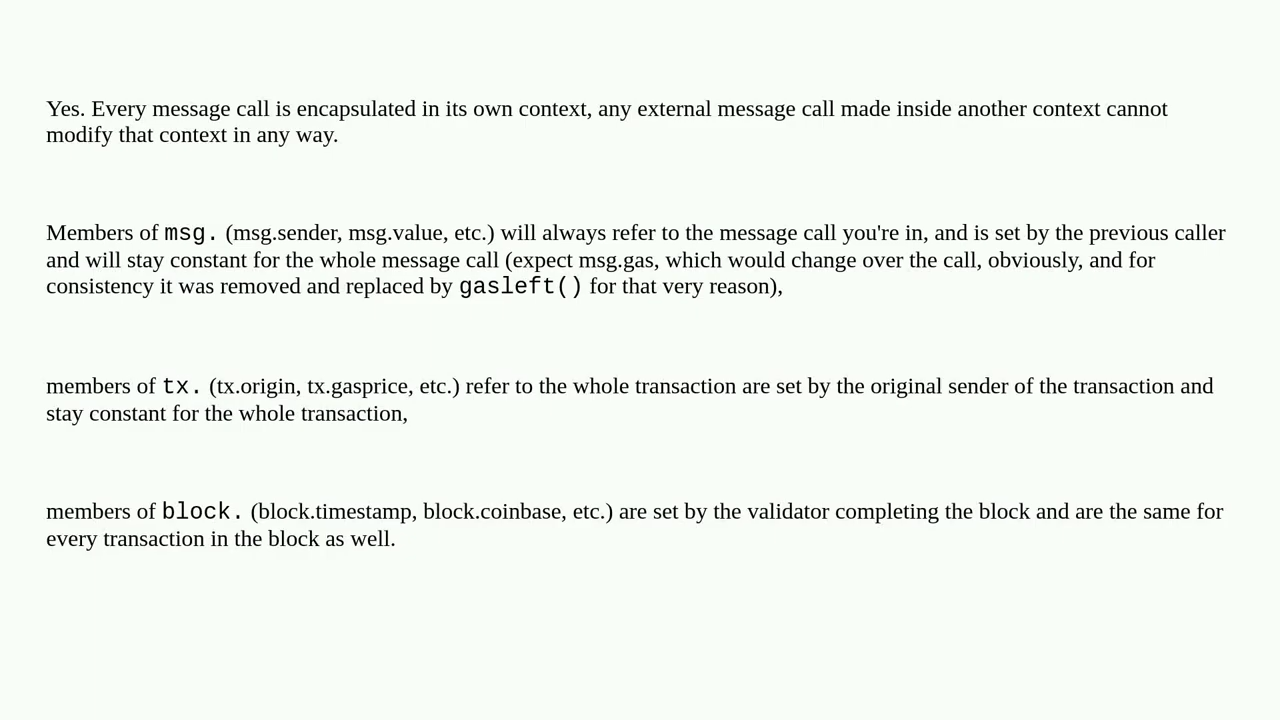 Yes. Every message call is encapsulated in its own context, any external message call made inside another context cannot
modify that context in any way.
Members of msg. (msg.sender, msg.value, etc.) will always refer to the message call you're in, and is set by the previous caller
and will stay constant for the whole message call (expect msg.gas, which would change over the call, obviously, and for
consistency it was removed and replaced by gasleft() for that very reason),
members of tx. (tx.origin, tx.gasprice, etc.) refer to the whole transaction are set by the original sender of the transaction and
stay constant for the whole transaction,
members of block. (block.timestamp, block.coinbase, etc.) are set by the validator completing the block and are the same for
every transaction in the block as well.